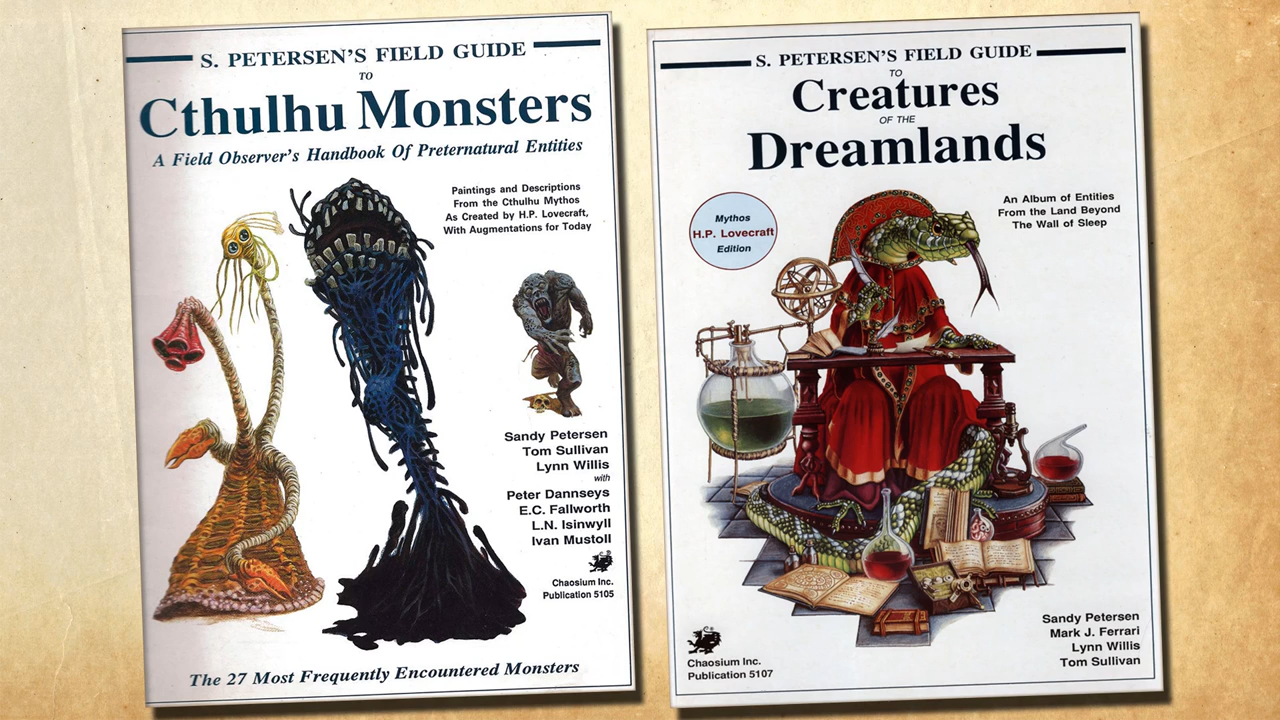 S. PETERSEN'S FIELD GUIDE
TO
Cthulhu Monsters
A Field Observer's Handbook Of Preternatural Entities
Paintings and Descriptions
From the Cthulhu Mythos
As Created by H.P. Lovecraft,
With Augmentations for Today
Sandy Petersen
Tom Sullivan
Lynn Willis
with
Peter Dannseys
E.C. Fallworth
L.N. Isinwyll
Ivan Mustoll
Chaosium Inc.
Publication 5105
The 27 Most Frequently Encountered Monsters
S. PETERSEN'S FIELD GUIDE
TO
Creatures
OF THE
Dreamlands
Mythos
H.P. Lovecraft
Edition
An Album of Entities
From the Land Beyond
The Wall of Sleep
Sandy Petersen
Mark J. Ferrari
Lynn Willis
Tom Sullivan
Chaosium Inc.
Publication 5107